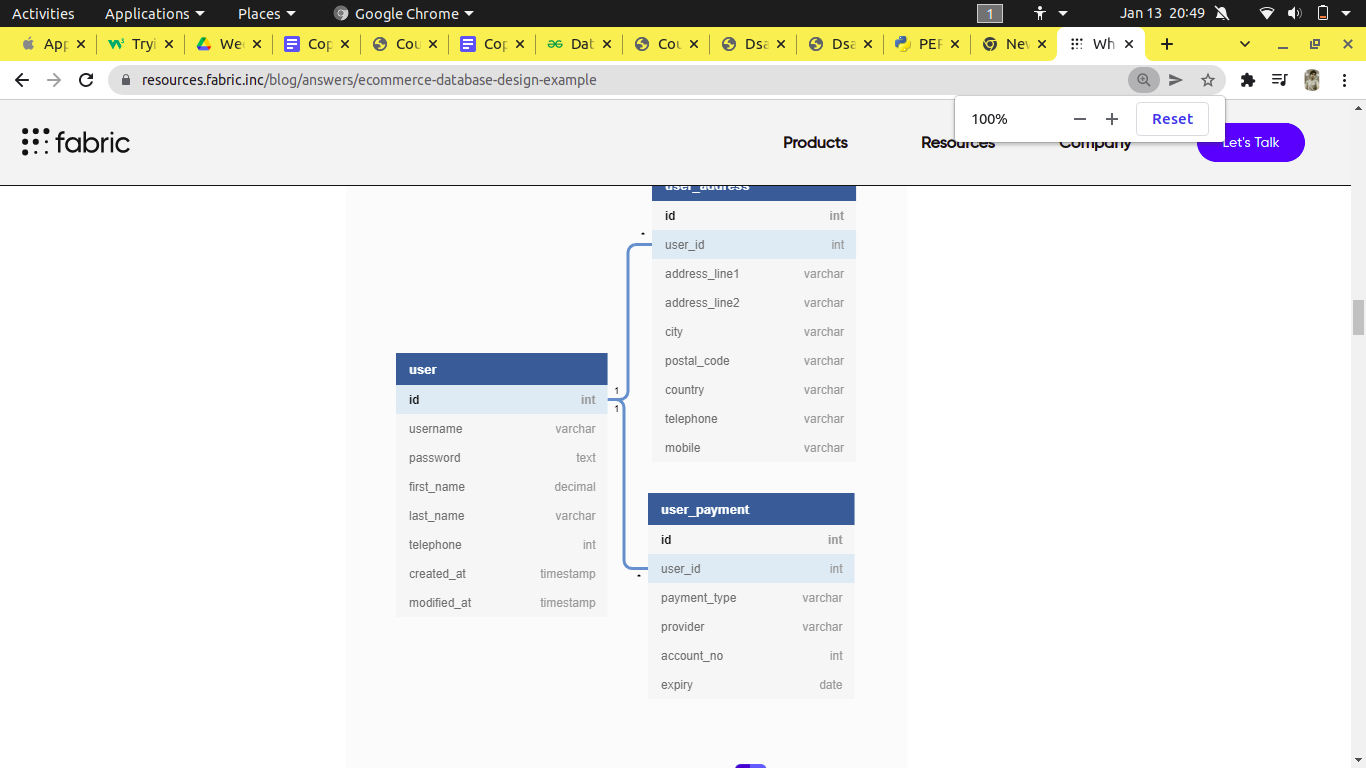 Activities Applications Places Google Chrome 1 Jan 13 20:49
App Tryi Wee Cop Cou Cop Dat Cou Dsa Dsa PEP Nev Wh
resources.fabric.inc/blog/answers/ecommerce-database-design-example
100% Reset
fabric Products Resources Company Let's Talk
user_address
id int
user_id int
address_line1 varchar
address_line2 varchar
city varchar
postal_code varchar
country varchar
telephone varchar
mobile varchar
user
id int
username varchar
password text
first_name decimal
last_name varchar
telephone int
created_at timestamp
modified_at timestamp
1
1
user_payment
id int
user_id int
payment_type varchar
provider varchar
account_no int
expiry date